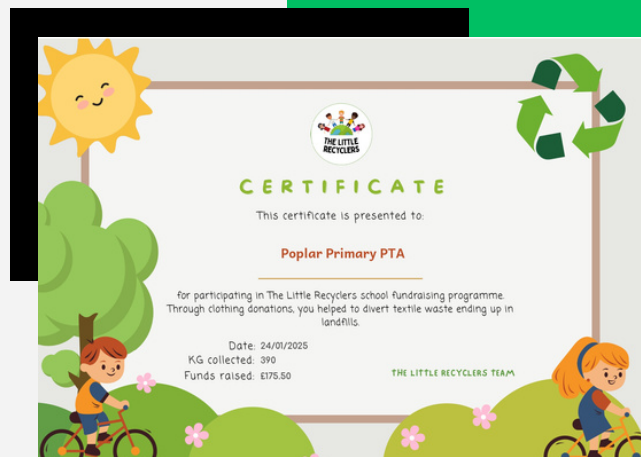 THE LITTLE
RECYCLERS
CERTIFICATE
This certificate is presented to:
Poplar Primary PTA
for participating in The Little Recyclers school fundraising programme.
Through clothing donations, you helped to divert textile waste ending up in
landfills.
Date: 24/01/2025
KG collected: 390
Funds raised: £175.50
THE LITTLE RECYCLERS TEAM